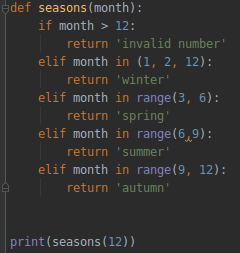 def seasons(month):
    if month > 12:
        return 'invalid number'
    elif month in (1, 2, 12):
        return 'winter'
    elif month in range(3, 6):
        return 'spring'
    elif month in range(6,9):
        return 'summer'
    elif month in range(9, 12):
        return 'autumn'
print(seasons(12))